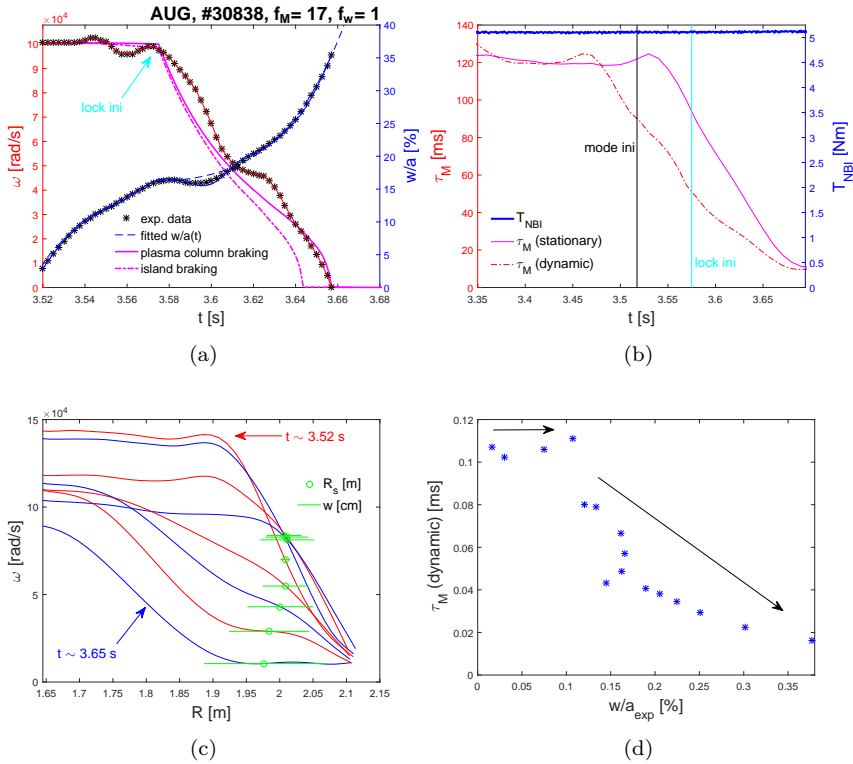 AUG, #30838, f_M= 17, f_w= 1
×10^4
ω [rad/s]
0
1
2
3
4
5
6
7
8
9
10
11
w/a [%]
0
5
10
15
20
25
30
35
40
lock ini
exp. data
fitted w/a(t)
plasma column braking
island braking
3.52 3.54 3.56 3.58 3.6 3.62 3.64 3.66 3.68
t [s]
(a)
τ_M [ms]
0
20
40
60
80
100
120
140
T_NBI [Nm]
0
0.5
1
1.5
2
2.5
3
3.5
4
4.5
5
mode ini
lock ini
T_NBI
τ_M (stationary)
τ_M (dynamic)
3.35 3.4 3.45 3.5 3.55 3.6 3.65
t [s]
(b)
×10^4
ω [rad/s]
0
5
10
15
t ~ 3.52 s
R_s [m]
w [cm]
t ~ 3.65 s
1.65 1.7 1.75 1.8 1.85 1.9 1.95 2 2.05 2.1 2.15
R [m]
(c)
τ_M (dynamic) [ms]
0
0.02
0.04
0.06
0.08
0.1
0.12
0 0.05 0.1 0.15 0.2 0.25 0.3 0.35
w/a_exp [%]
(d)